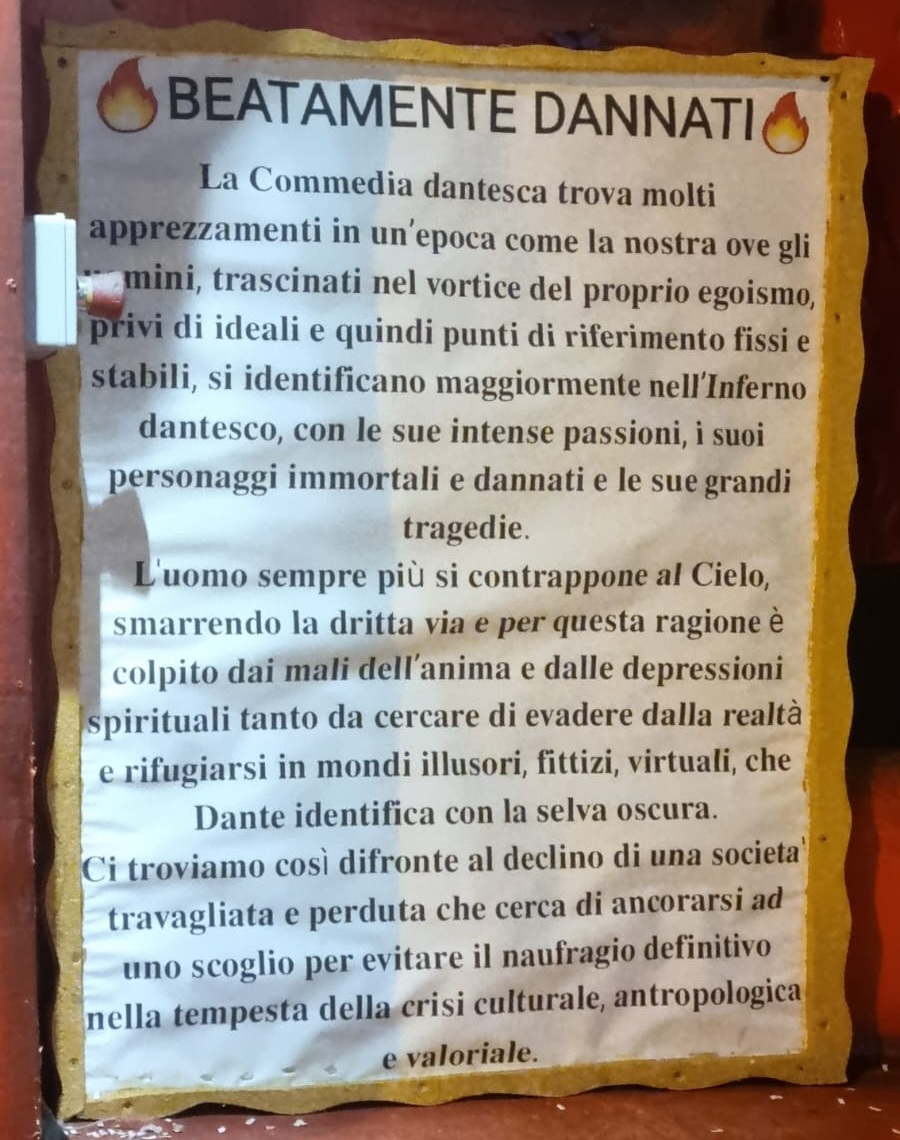 🔥BEATAMENTE DANNATI🔥
La Commedia dantesca trova molti
apprezzamenti in un'epoca come la nostra ove gli
uomini, trascinati nel vortice del proprio egoismo,
privi di ideali e quindi punti di riferimento fissi e
stabili, si identificano maggiormente nell'Inferno
dantesco, con le sue intense passioni, i suoi
personaggi immortali e dannati e le sue grandi
tragedie.
L'uomo sempre più si contrappone al Cielo,
smarrendo la dritta via e per questa ragione è
colpito dai mali dell'anima e dalle depressioni
spirituali tanto da cercare di evadere dalla realtà
e rifugiarsi in mondi illusori, fittizi, virtuali, che
Dante identifica con la selva oscura.
Ci troviamo così difronte al declino di una societa'
travagliata e perduta che cerca di ancorarsi ad
uno scoglio per evitare il naufragio definitivo
nella tempesta della crisi culturale, antropologica
e valoriale.